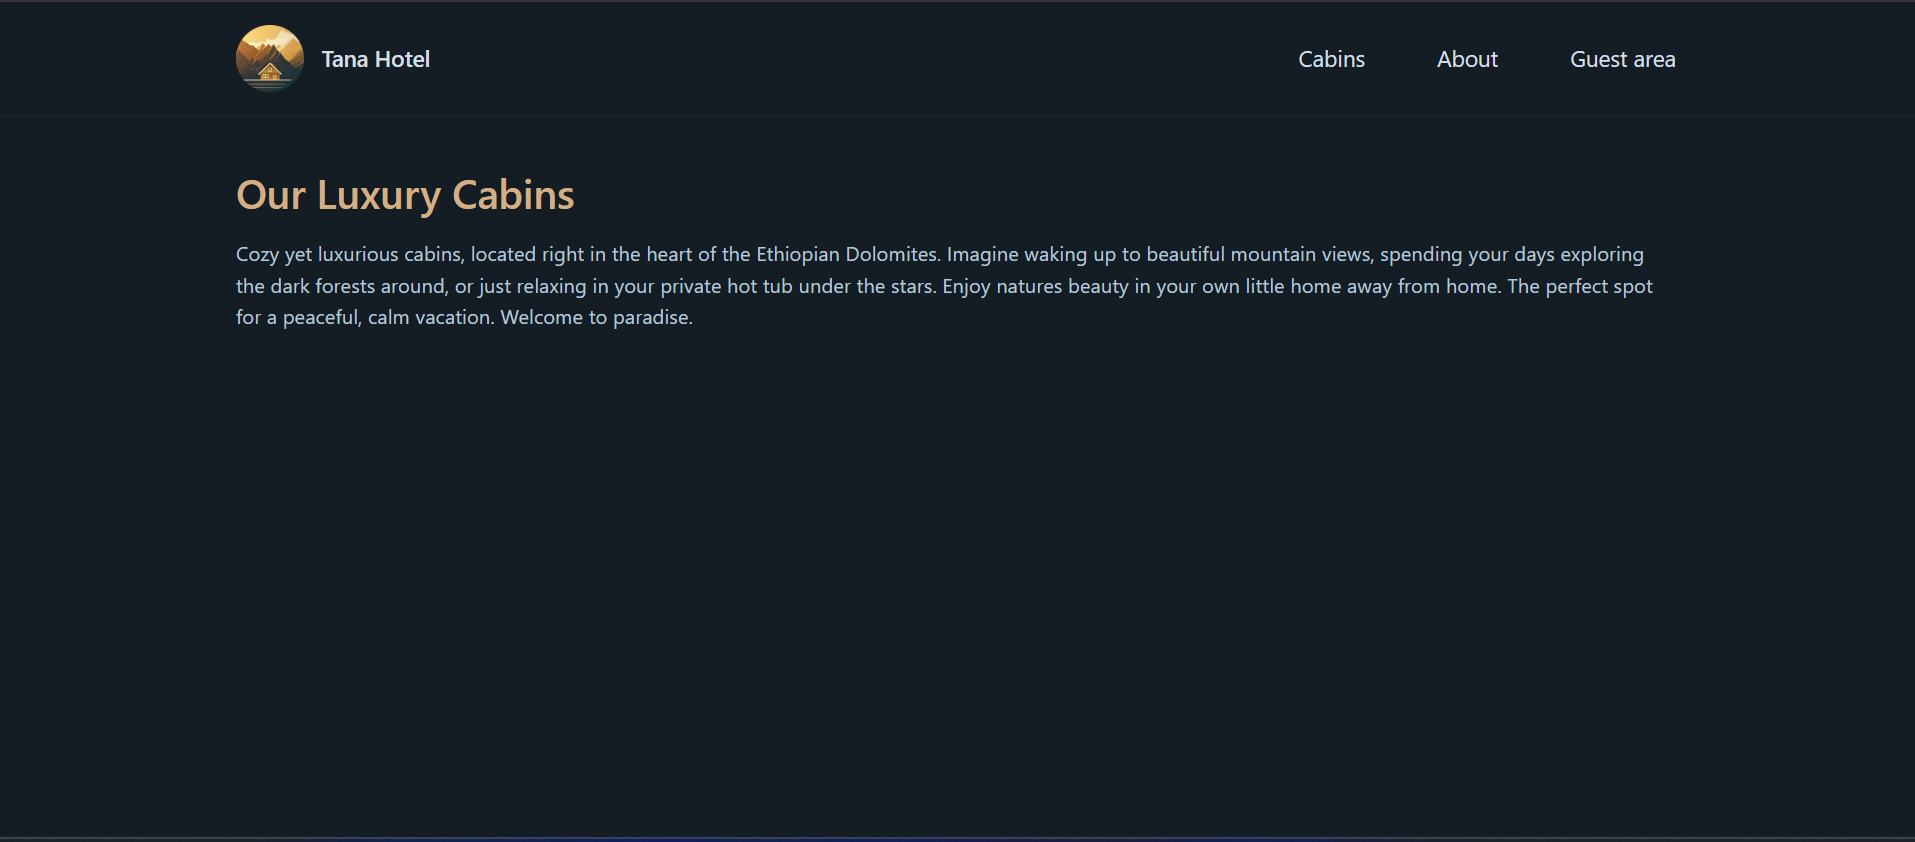 Tana Hotel
Cabins
About
Guest area
Our Luxury Cabins
Cozy yet luxurious cabins, located right in the heart of the Ethiopian Dolomites. Imagine waking up to beautiful mountain views, spending your days exploring
the dark forests around, or just relaxing in your private hot tub under the stars. Enjoy natures beauty in your own little home away from home. The perfect spot
for a peaceful, calm vacation. Welcome to paradise.